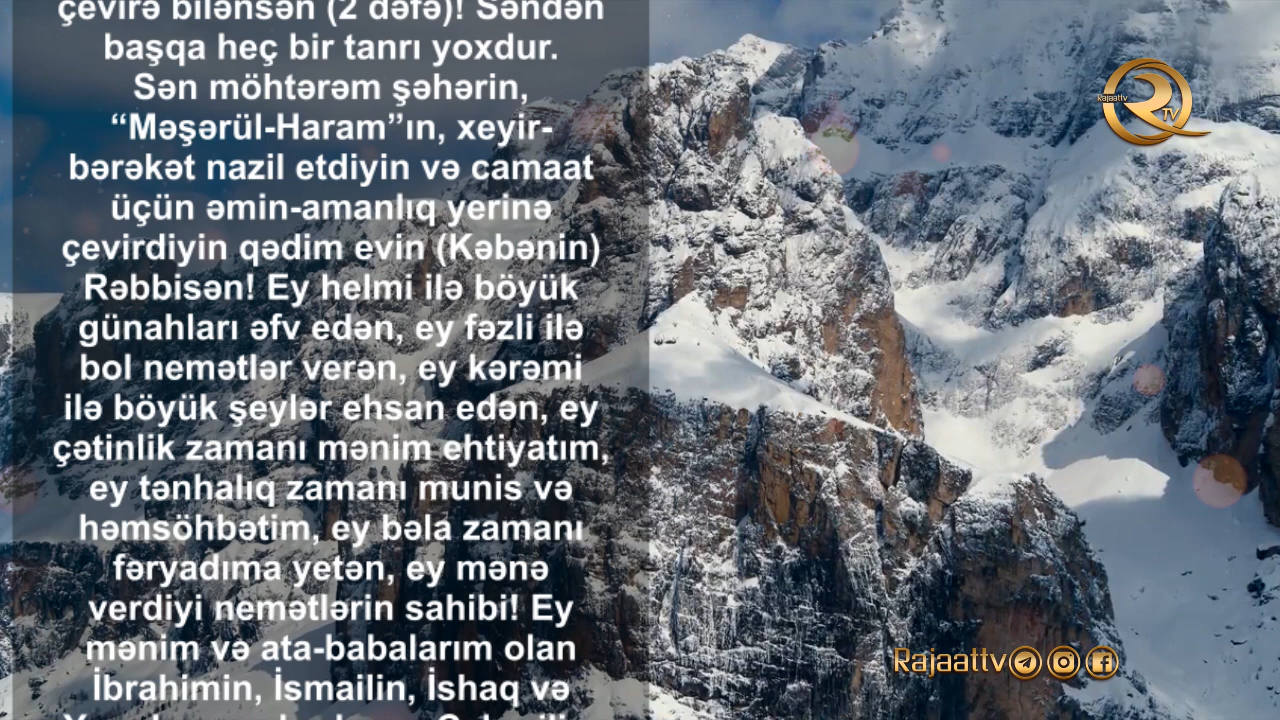 çevirə bilənsən (2 dəfə)! Səndən
başqa heç bir tanrı yoxdur.
Sən möhtərəm şəhərin,
“Məşərül-Haram”ın, xeyir-
bərəkət nazil etdiyin və camaat
üçün əmin-amanlıq yerinə
çevirdiyin qədim evin (Kəbənin)
Rəbbisən! Ey helmi ilə böyük
günahları əfv edən, ey fəzli ilə
bol nemətlər verən, ey kərəmi
ilə böyük şeylər ehsan edən, ey
çətinlik zamanı mənim ehtiyatım,
ey tənhalıq zamanı munis və
həmsöhbətim, ey bəla zamanı
fəryadıma yetən, ey mənə
verdiyi nemətlərin sahibi! Ey
mənim və ata-babalarım olan
İbrahimin, İsmailin, İshaq və
Rajaattv
TV
Rajaattv